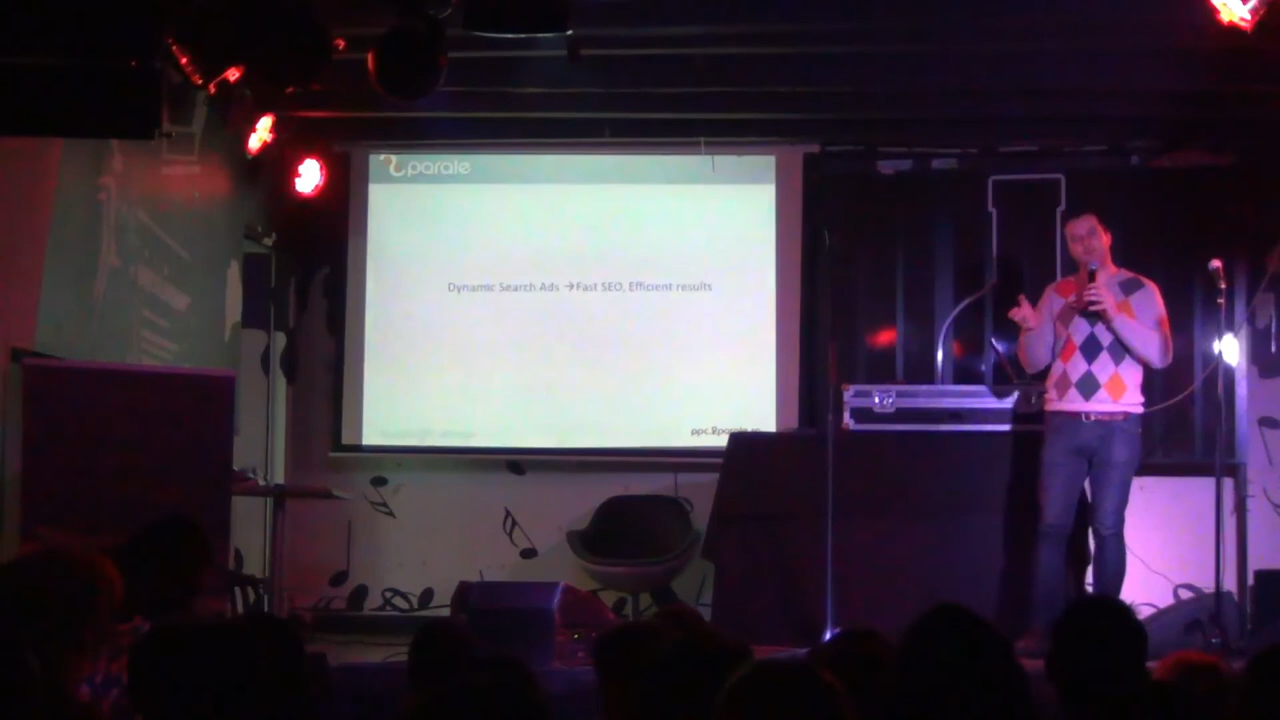 2parale
Dynamic Search Ads →Fast SEO, Efficient results